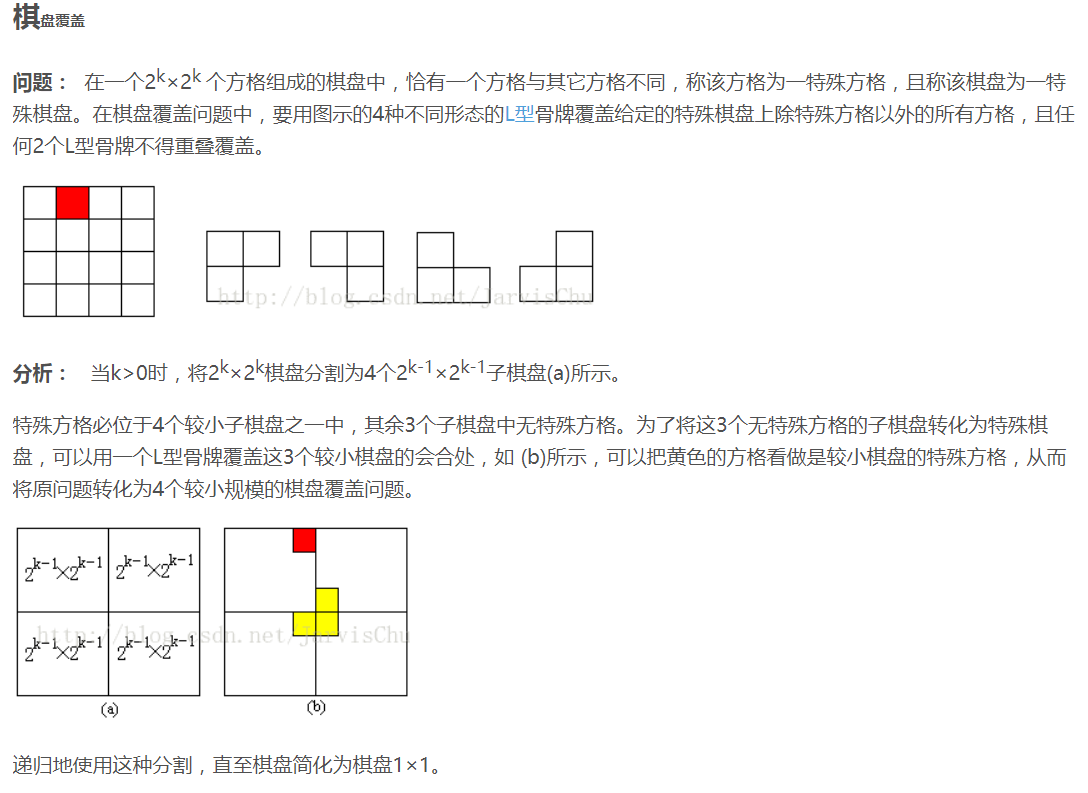 棋盘覆盖
问题： 在一个2^k×2^k 个方格组成的棋盘中，恰有一个方格与其它方格不同，称该方格为一特殊方格，且称该棋盘为一特
殊棋盘。在棋盘覆盖问题中，要用图示的4种不同形态的L型骨牌覆盖给定的特殊棋盘上除特殊方格以外的所有方格，且任
何2个L型骨牌不得重叠覆盖。
http://blog.csdn.net/JarvisChu
分析： 当k>0时，将2^k×2^k棋盘分割为4个2^k-1×2^k-1子棋盘(a)所示。
特殊方格必位于4个较小子棋盘之一中，其余3个子棋盘中无特殊方格。为了将这3个无特殊方格的子棋盘转化为特殊棋
盘，可以用一个L型骨牌覆盖这3个较小棋盘的会合处，如 (b)所示，可以把黄色的方格看做是较小棋盘的特殊方格，从而
将原问题转化为4个较小规模的棋盘覆盖问题。
2^k-1×2^k-1 2^k-1×2^k-1
http://blog.csdn.net/JarvisChu
2^k-1×2^k-1 2^k-1×2^k-1
(a) (b)
递归地使用这种分割，直至棋盘简化为棋盘1×1。